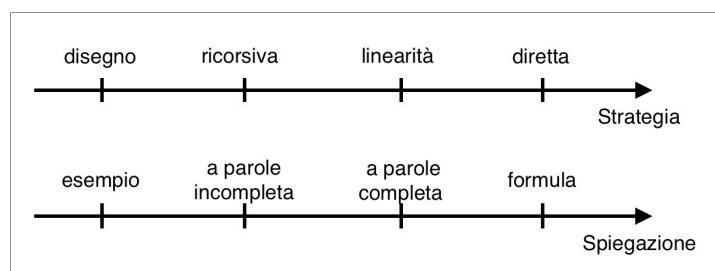 disegno ricorsiva linearità diretta
Strategia
esempio a parole incompleta a parole completa formula
Spiegazione